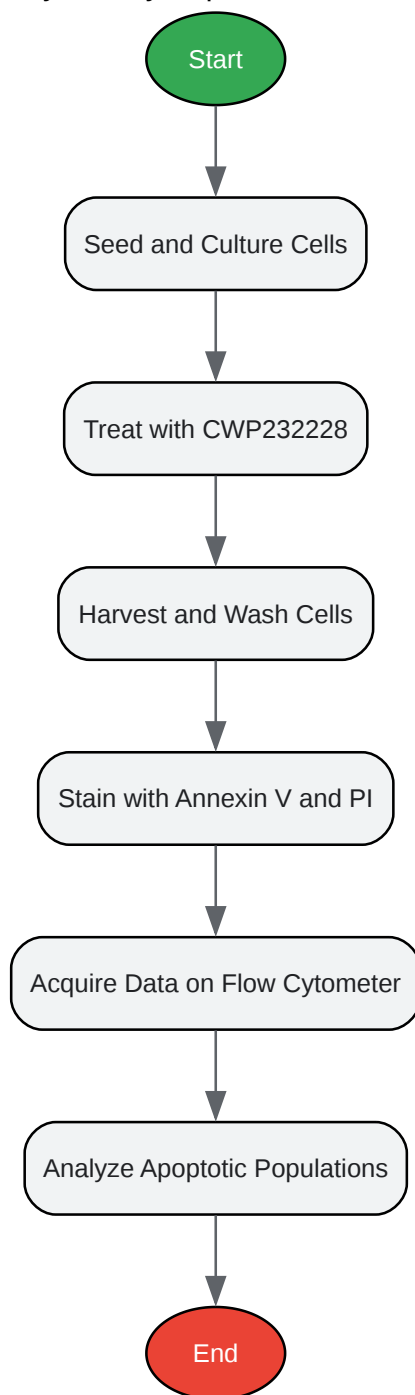 Start
Seed and Culture Cells
Treat with CWP232228
Harvest and Wash Cells
Stain with Annexin V and PI
Acquire Data on Flow Cytometer
Analyze Apoptotic Populations
End